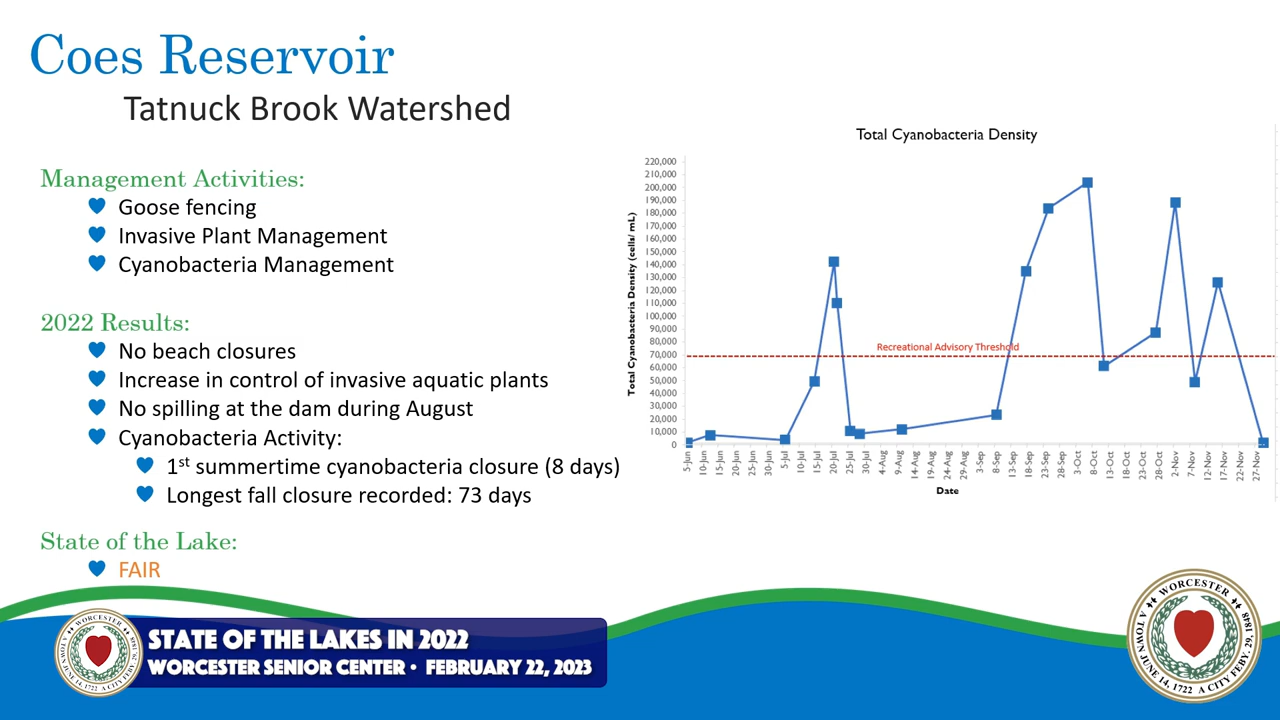 Coes Reservoir
Tatnuck Brook Watershed
Management Activities:
Goose fencing
Invasive Plant Management
Cyanobacteria Management
2022 Results:
No beach closures
Increase in control of invasive aquatic plants
No spilling at the dam during August
Cyanobacteria Activity:
1st summertime cyanobacteria closure (8 days)
Longest fall closure recorded: 73 days
State of the Lake:
FAIR
Total Cyanobacteria Density
Total Cyanobacteria Density (cells/ mL)
220,000
210,000
200,000
190,000
180,000
170,000
160,000
150,000
140,000
130,000
120,000
110,000
100,000
90,000
80,000
70,000
60,000
50,000
40,000
30,000
20,000
10,000
0
Recreational Advisory Threshold
5-Jun
10-Jun
15-Jun
20-Jun
25-Jun
30-Jun
5-Jul
10-Jul
15-Jul
20-Jul
25-Jul
30-Jul
4-Aug
9-Aug
14-Aug
19-Aug
24-Aug
29-Aug
3-Sep
8-Sep
13-Sep
18-Sep
23-Sep
28-Sep
3-Oct
8-Oct
13-Oct
18-Oct
23-Oct
28-Oct
2-Nov
7-Nov
12-Nov
17-Nov
22-Nov
27-Nov
Date
WORCESTER
A TOWN JUNE 14, 1722 A CITY FEBY. 29, 1848
STATE OF THE LAKES IN 2022
WORCESTER SENIOR CENTER • FEBRUARY 22, 2023
WORCESTER
A TOWN JUNE 14, 1722 A CITY FEBY. 29, 1848